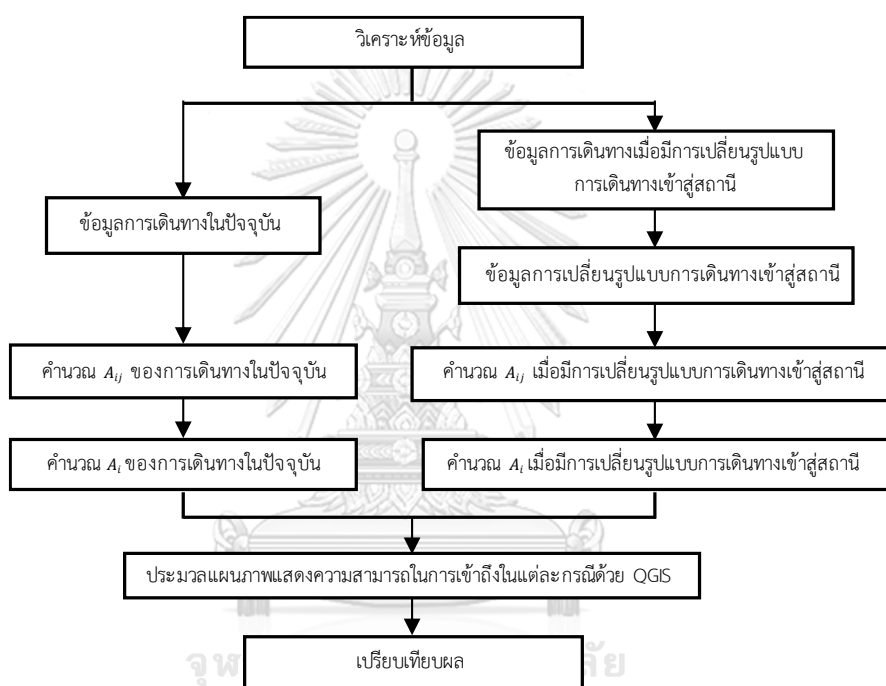 วิเคราะห์ข้อมูล
ข้อมูลการเดินทางเมื่อมีการเปลี่ยนรูปแบบ
การเดินทางเข้าสู่สถานี
ข้อมูลการเดินทางในปัจจุบัน
ข้อมูลการเปลี่ยนรูปแบบการเดินทางเข้าสู่สถานี
คำนวณ A_{ij} ของการเดินทางในปัจจุบัน
คำนวณ A_{ij} เมื่อมีการเปลี่ยนรูปแบบการเดินทางเข้าสู่สถานี
คำนวณ A_i ของการเดินทางในปัจจุบัน
คำนวณ A_i เมื่อมีการเปลี่ยนรูปแบบการเดินทางเข้าสู่สถานี
ประมวลแผนภาพแสดงความสามารถในการเข้าถึงในแต่ละกรณีด้วย QGIS
เปรียบเทียบผล